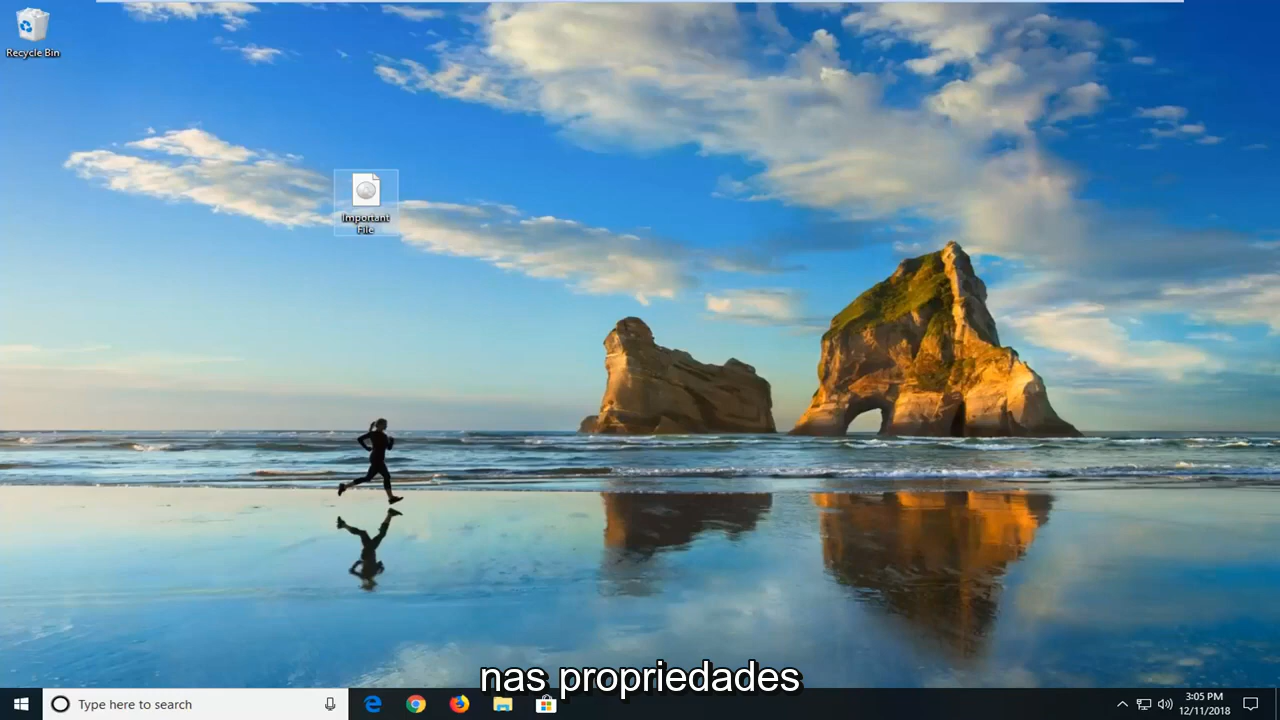 Recycle Bin
Important
File
nas propriedades
Type here to search
3:05 PM
12/11/2018